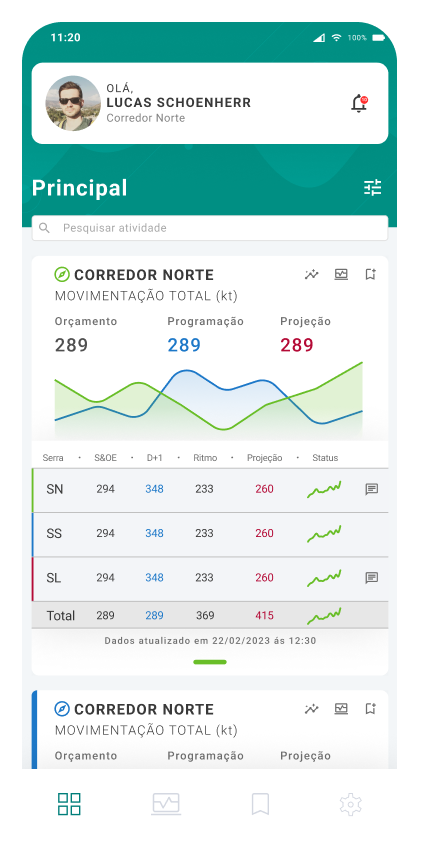 11:20 100%
OLÁ,
LUCAS SCHOENHERR
Corredor Norte
Principal
Pesquisar atividade
CORREDOR NORTE
MOVIMENTAÇÃO TOTAL (kt)
Orçamento Programação Projeção
289 289 289
Serra • S&OE • D+1 • Ritmo • Projeção • Status
SN 294 348 233 260
SS 294 348 233 260
SL 294 348 233 260
Total 289 289 369 415
Dados atualizado em 22/02/2023 ás 12:30
CORREDOR NORTE
MOVIMENTAÇÃO TOTAL (kt)
Orçamento Programação Projeção